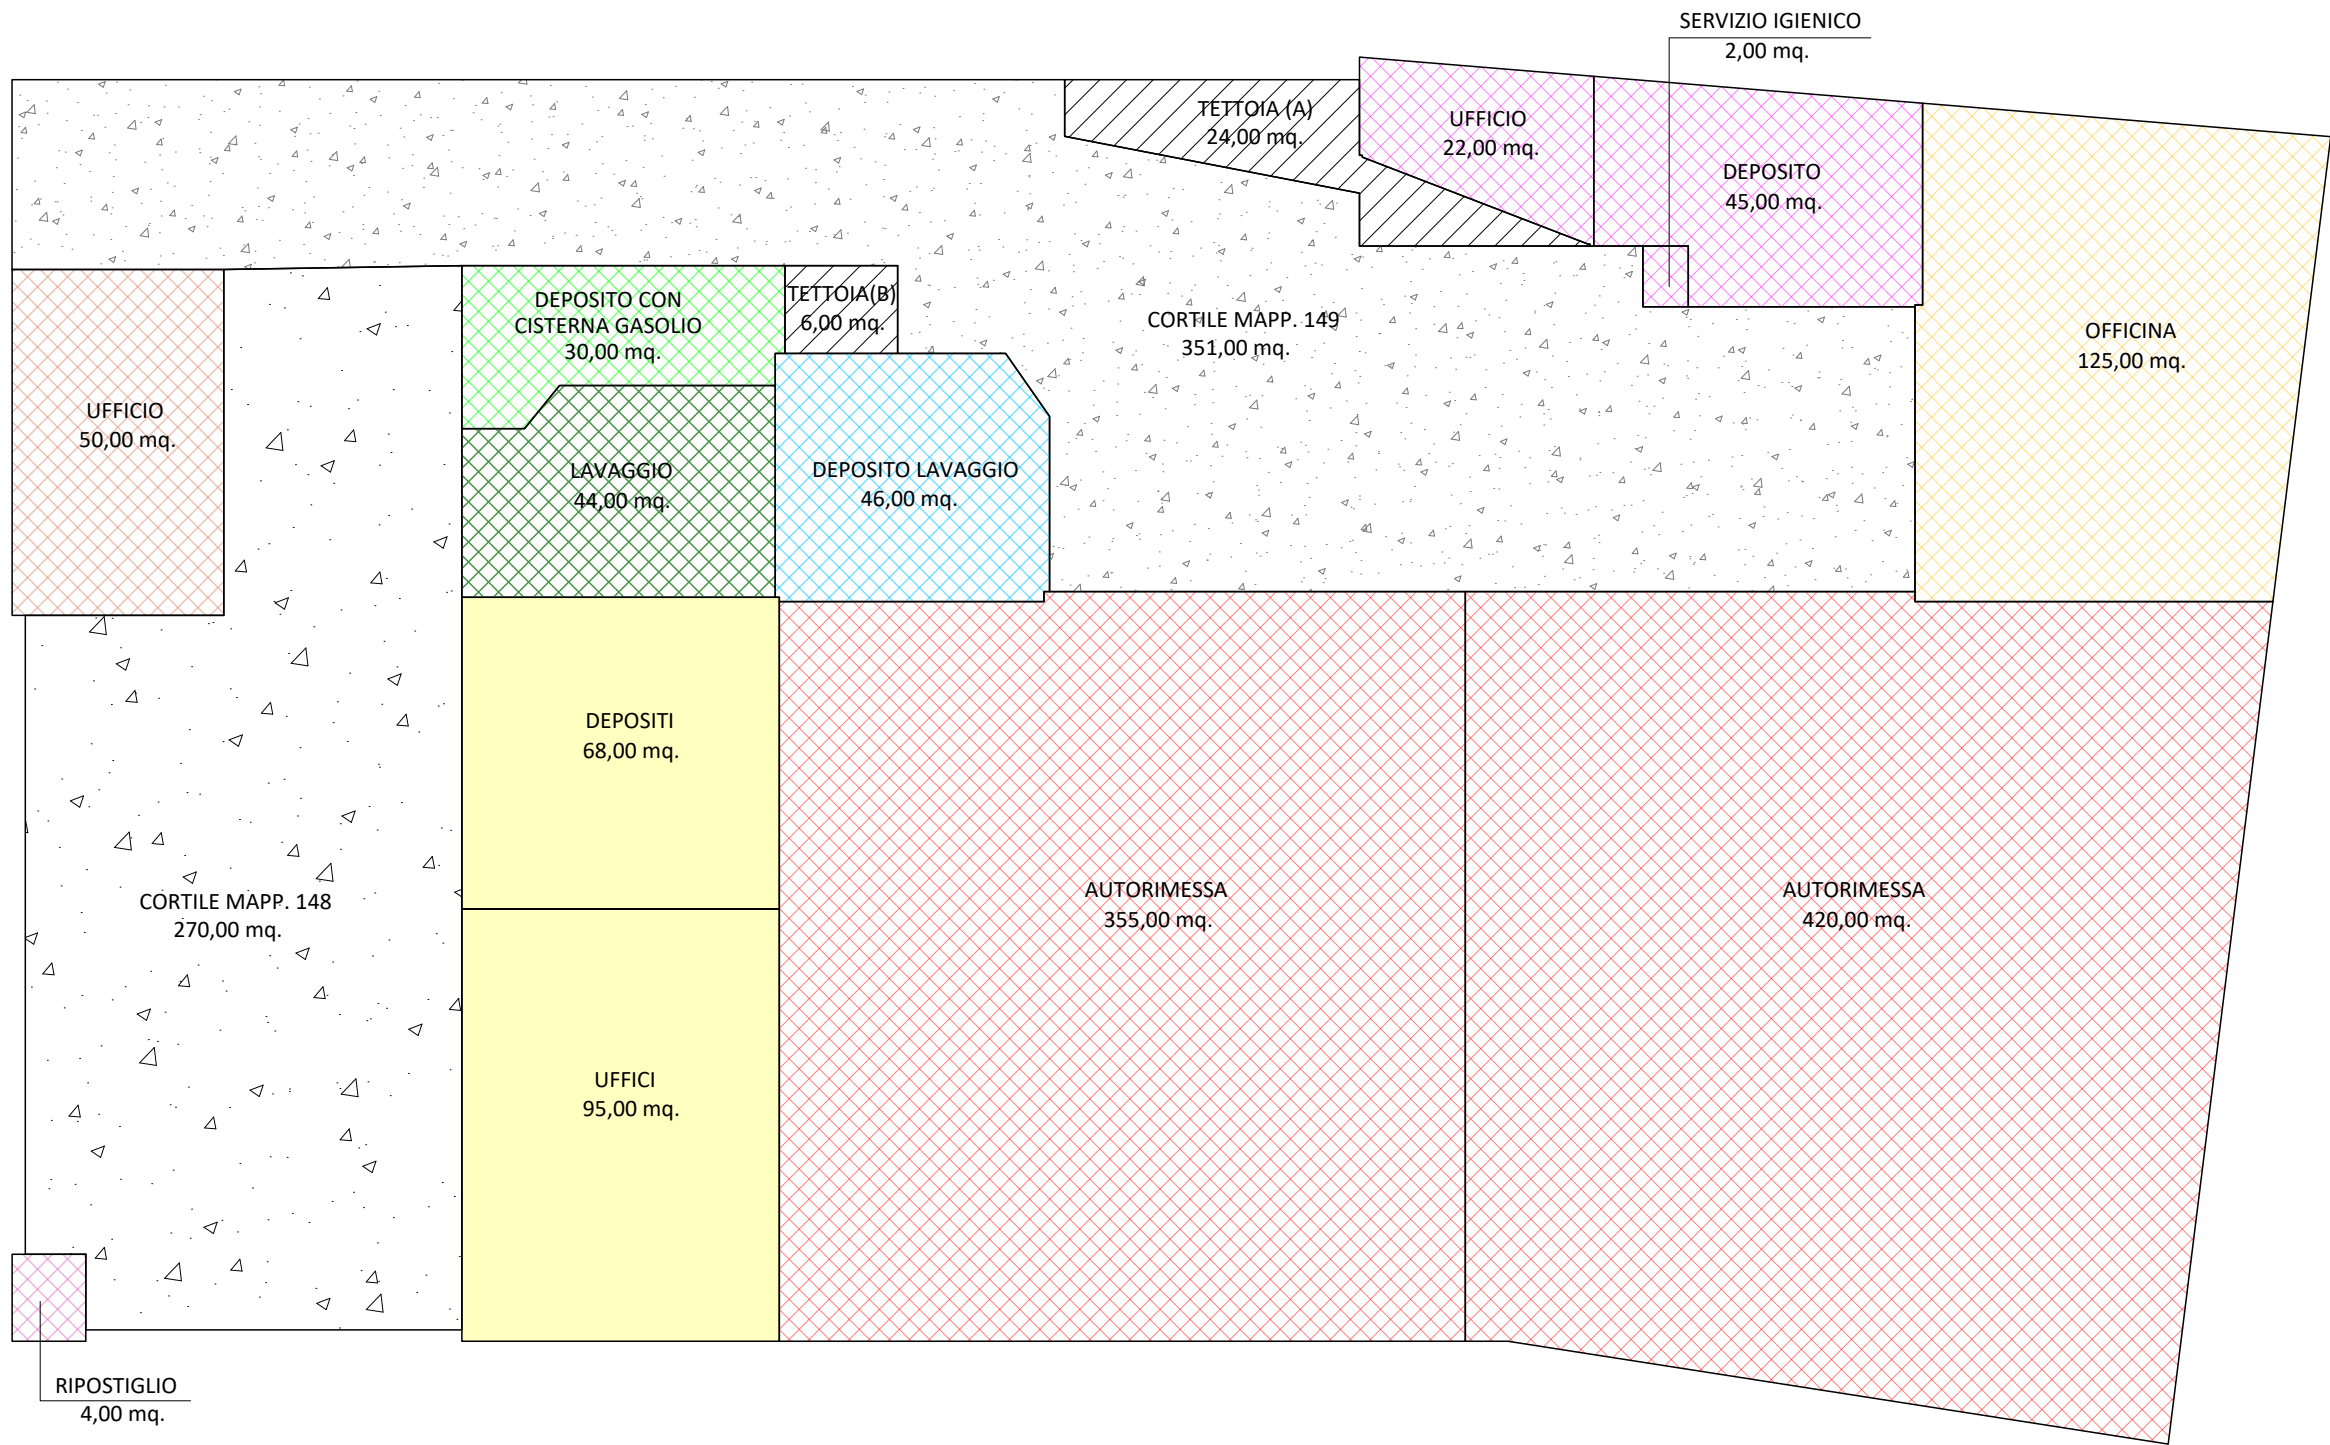 SERVIZIO IGIENICO
2,00 mq.
TETTOIA (A)
24,00 mq.
UFFICIO
22,00 mq.
DEPOSITO
45,00 mq.
DEPOSITO CON
CISTERNA GASOLIO
30,00 mq.
TETTOIA(B)
6,00 mq.
CORTILE MAPP. 149
351,00 mq.
OFFICINA
125,00 mq.
UFFICIO
50,00 mq.
LAVAGGIO
44,00 mq.
DEPOSITO LAVAGGIO
46,00 mq.
DEPOSITI
68,00 mq.
CORTILE MAPP. 148
270,00 mq.
AUTORIMESSA
355,00 mq.
AUTORIMESSA
420,00 mq.
UFFICI
95,00 mq.
RIPOSTIGLIO
4,00 mq.